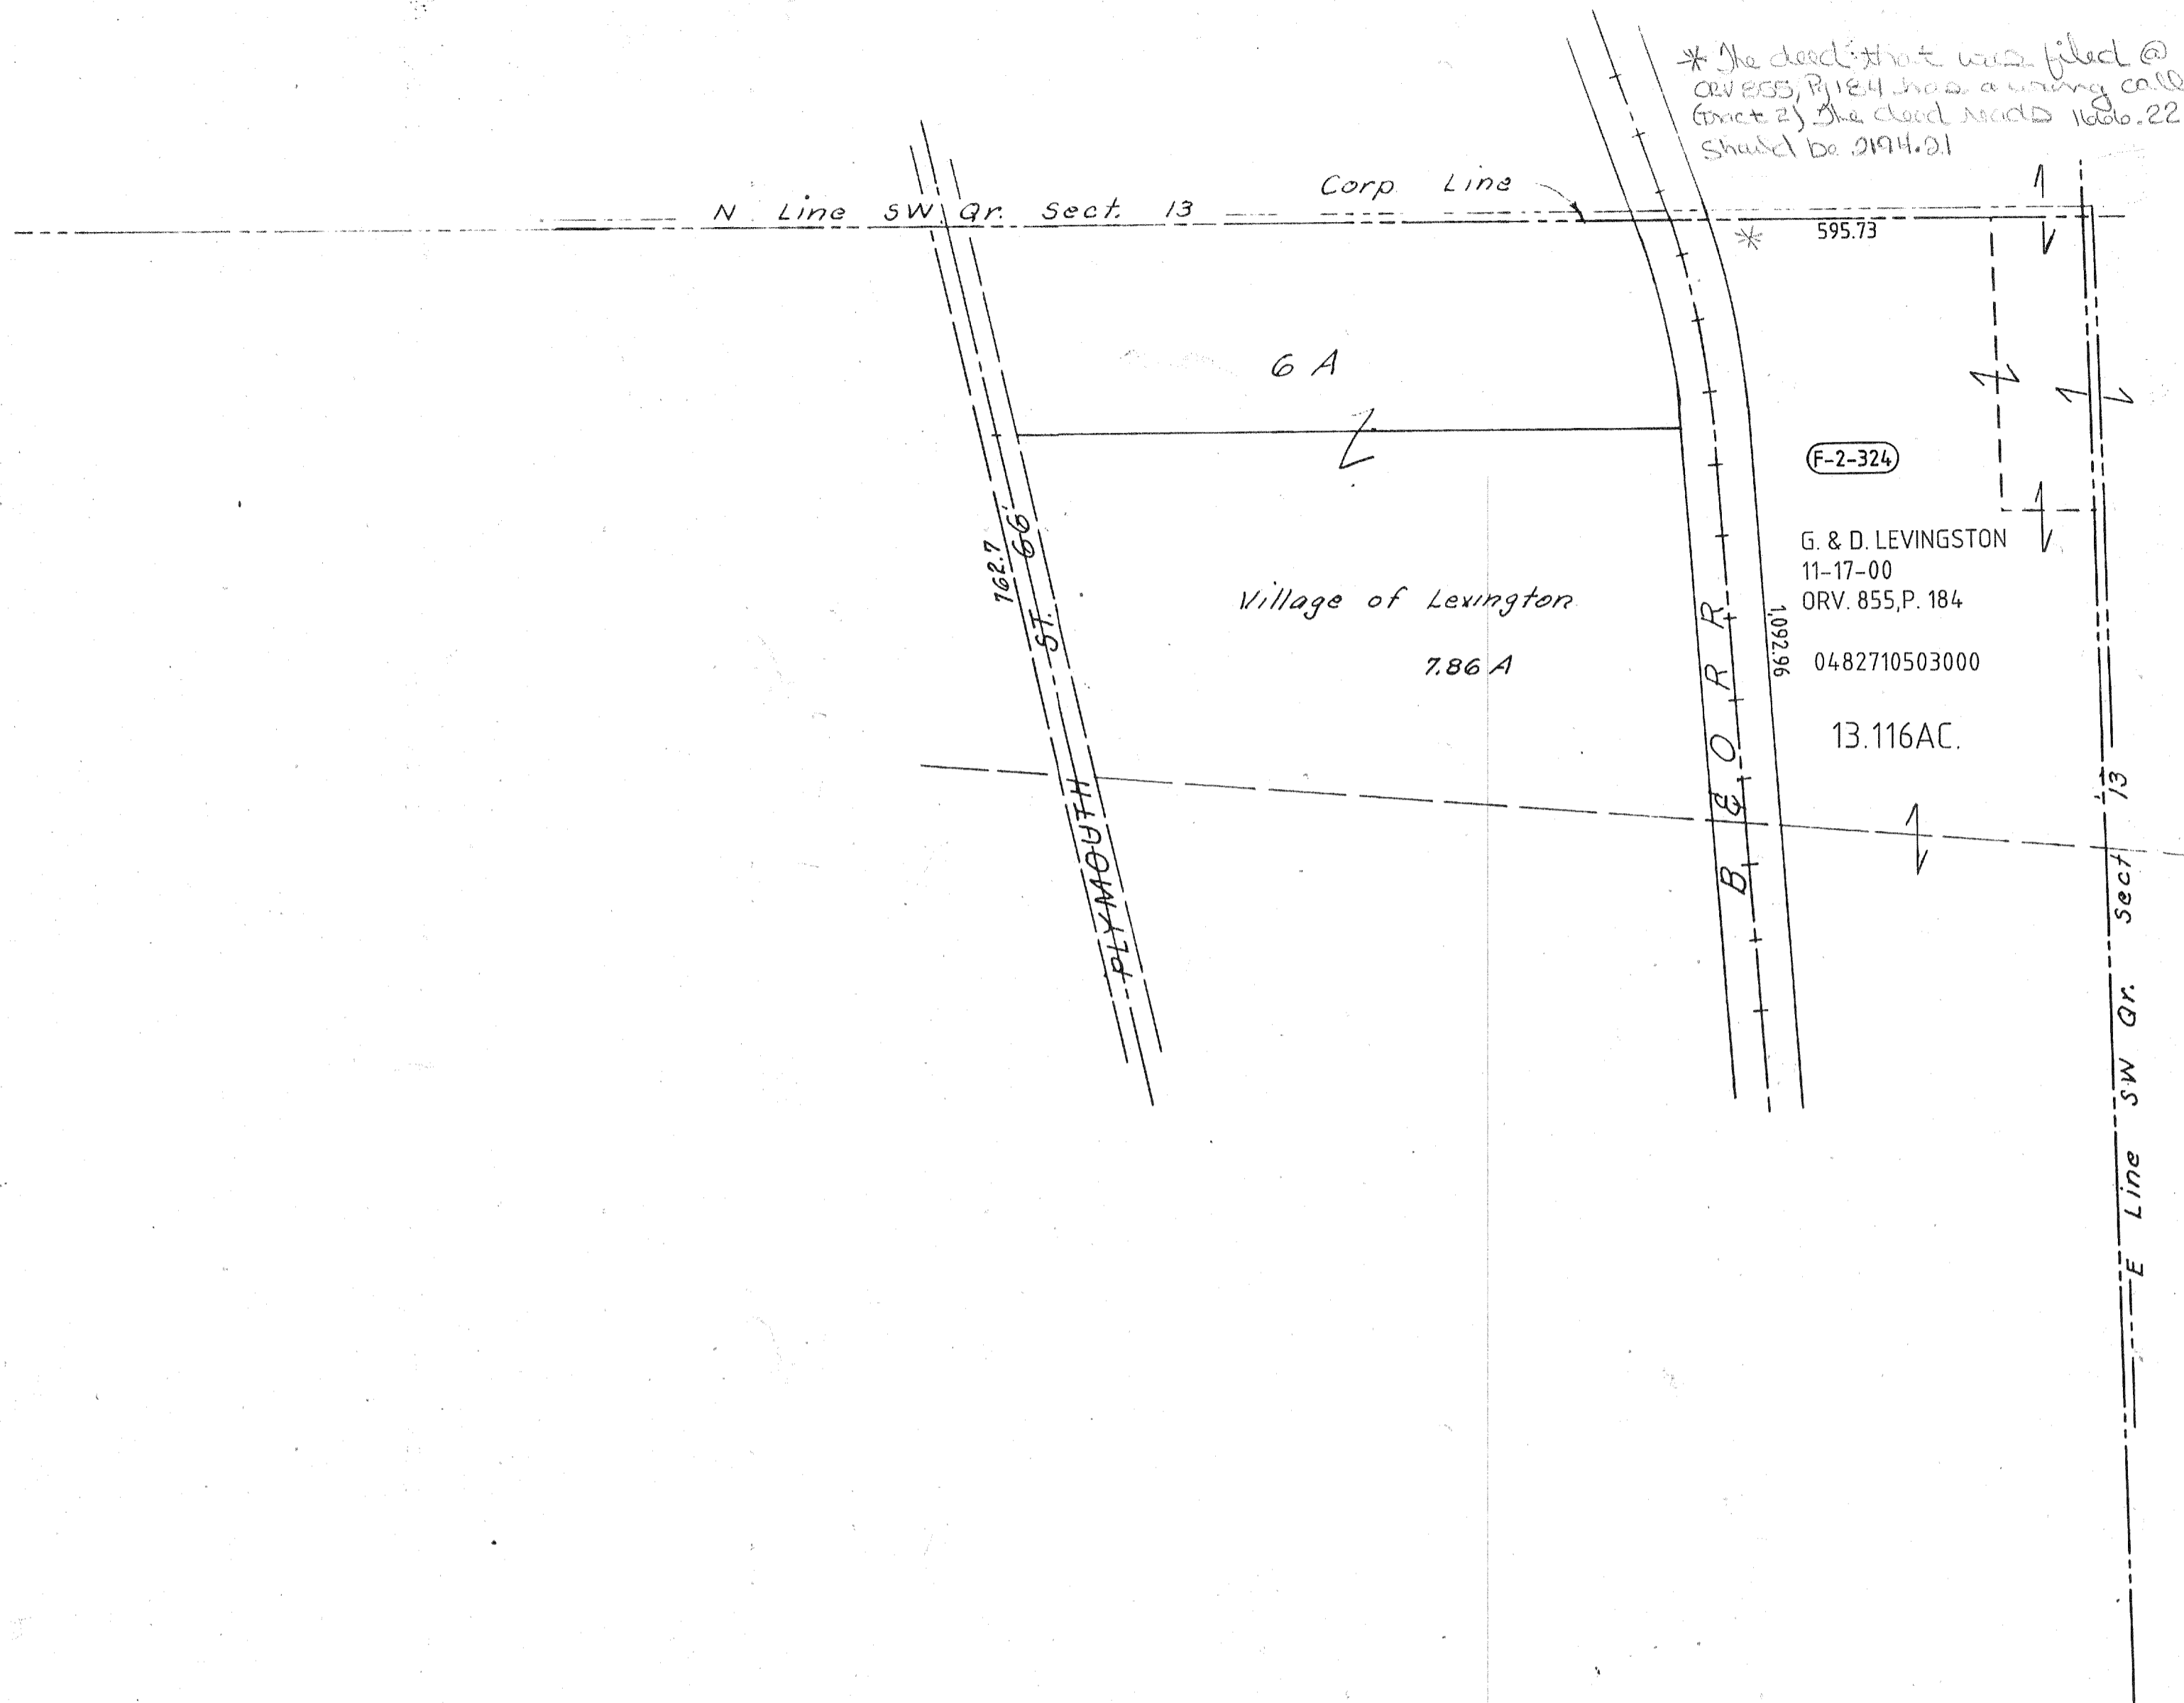 * The deed that was filed @
ORV 855, Pg 184 has a wrong call
(tract 2) The deed reads 1666.22
Should be 2194.21
Corp. Line
N Line SW. Qr. Sect. 13
*
595.73
6 A
F-2-324
G. & D. LEVINGSTON
11-17-00
ORV. 855,P. 184
0482710503000
13.116AC.
762.7
PLYMOUTH ST. 66'
Village of Lexington
7.86 A
B & O R R
1,092.96
E Line SW Qr. Sect 13